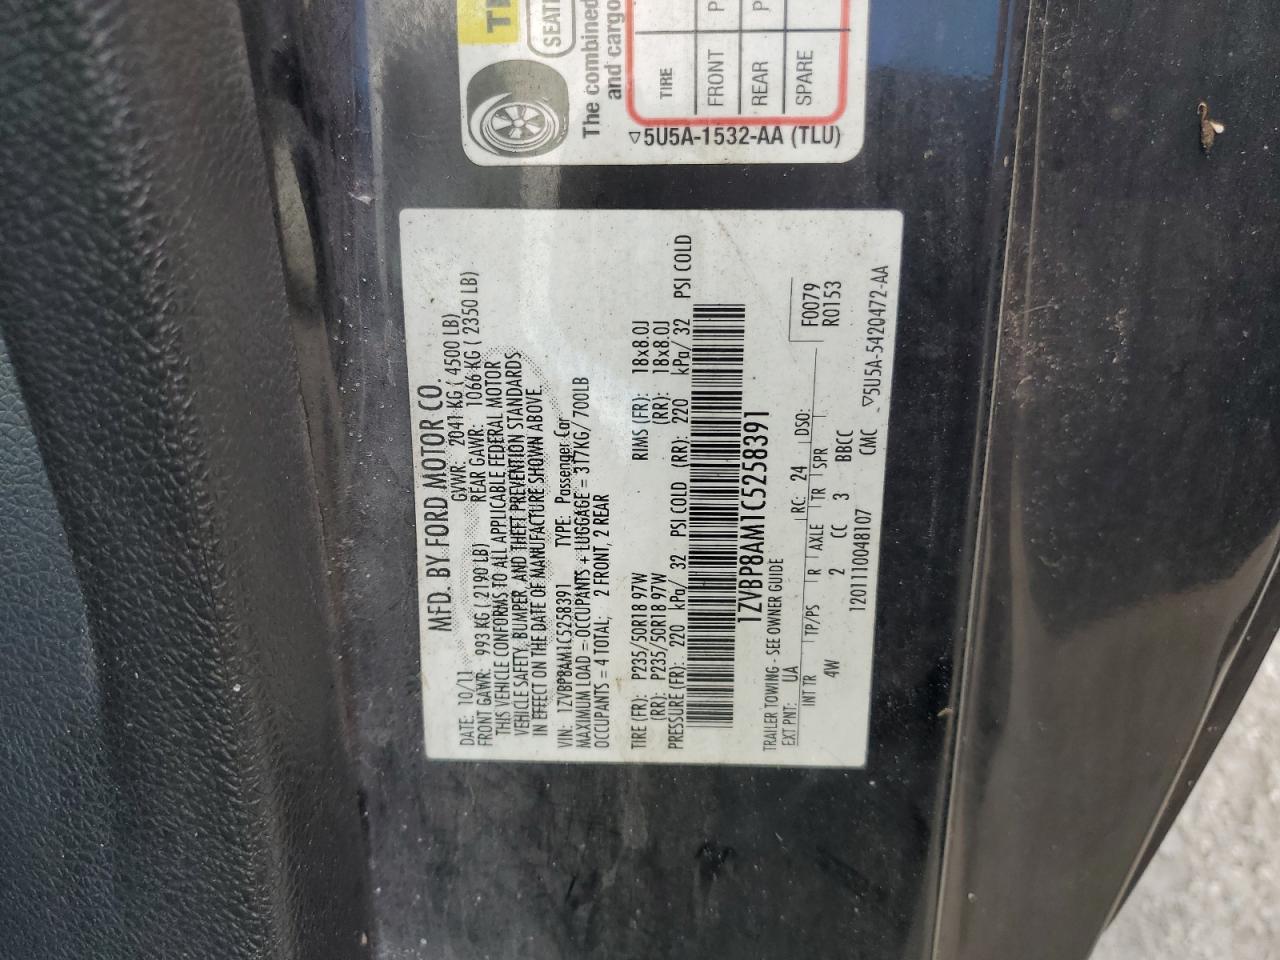 MFD. BY FORD MOTOR CO.
DATE: 10/11 GVWR: 2041 KG ( 4500 LB)
FRONT GAWR: 993 KG ( 2190 LB) REAR GAWR: 1066 KG ( 2350 LB)
THIS VEHICLE CONFORMS TO ALL APPLICABLE FEDERAL MOTOR
VEHICLE SAFETY, BUMPER, AND THEFT PREVENTION STANDARDS
IN EFFECT ON THE DATE OF MANUFACTURE SHOWN ABOVE.
VIN: 1ZVBP8AM1C5258391 TYPE: Passenger Car
MAXIMUM LOAD = OCCUPANTS + LUGGAGE = 317KG/700LB
OCCUPANTS = 4 TOTAL; 2 FRONT, 2 REAR
TIRE (FR): P235/50R18 97W RIMS (FR): 18x8.0J
(RR): P235/50R18 97W (RR): 18x8.0J
PRESSURE (FR): 220 kPa/ 32 PSI COLD (RR): 220 kPa/ 32 PSI COLD
1ZVBP8AM1C5258391
TRAILER TOWING - SEE OWNER GUIDE
EXT PNT: UA RC: 24 DSO: F0079
INT TR TP/PS R AXLE TR SPR R0153
4W 2 CC 3 BBCC
1201110048107 CMC ▽5U5A-5420472-AA
SEATI
The combined
and cargo
TIRE
FRONT P
REAR P
SPARE
▽5U5A-1532-AA (TLU)